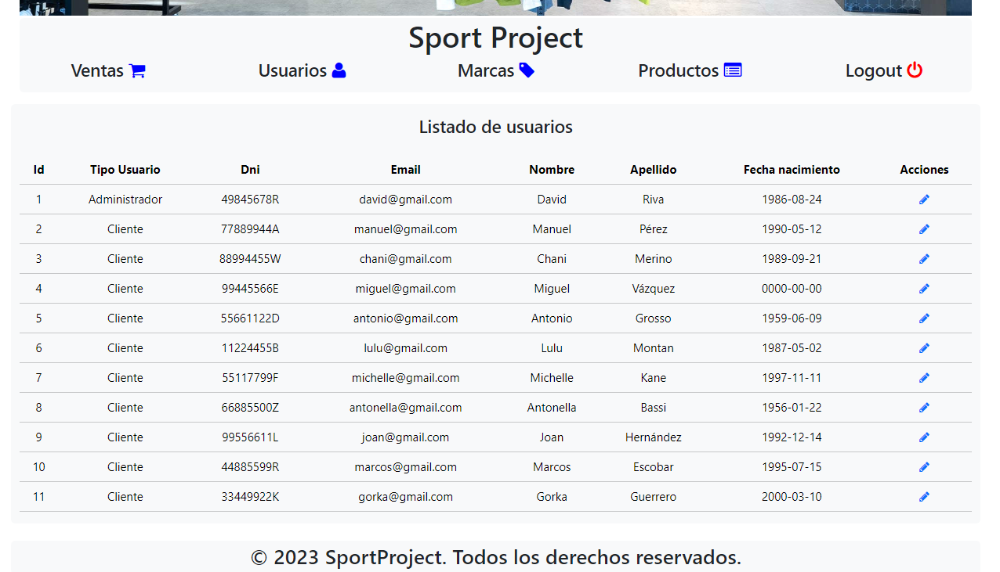 Sport Project
Ventas Usuarios Marcas Productos Logout
Listado de usuarios
Id Tipo Usuario Dni Email Nombre Apellido Fecha nacimiento Acciones
1 Administrador 49845678R david@gmail.com David Riva 1986-08-24
2 Cliente 77889944A manuel@gmail.com Manuel Pérez 1990-05-12
3 Cliente 88994455W chani@gmail.com Chani Merino 1989-09-21
4 Cliente 99445566E miguel@gmail.com Miguel Vázquez 0000-00-00
5 Cliente 55661122D antonio@gmail.com Antonio Grosso 1959-06-09
6 Cliente 11224455B lulu@gmail.com Lulu Montan 1987-05-02
7 Cliente 55117799F michelle@gmail.com Michelle Kane 1997-11-11
8 Cliente 66885500Z antonella@gmail.com Antonella Bassi 1956-01-22
9 Cliente 99556611L joan@gmail.com Joan Hernández 1992-12-14
10 Cliente 44885599R marcos@gmail.com Marcos Escobar 1995-07-15
11 Cliente 33449922K gorka@gmail.com Gorka Guerrero 2000-03-10
© 2023 SportProject. Todos los derechos reservados.